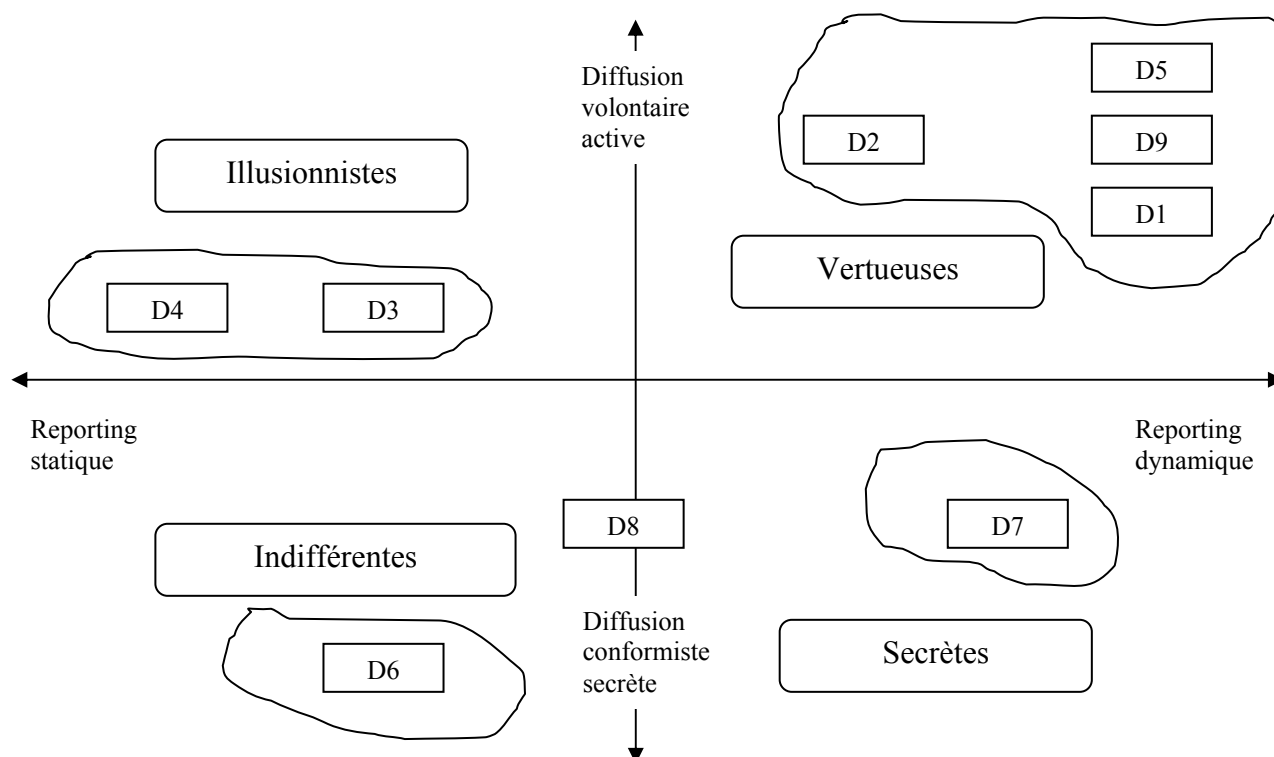 Diffusion
volontaire
active
D5
D2
D9
Illusionnistes
D1
Vertueuses
D4
D3
Reporting
statique
Reporting
dynamique
D8
D7
Indifférentes
Diffusion
conformiste
secrète
Secrètes
D6